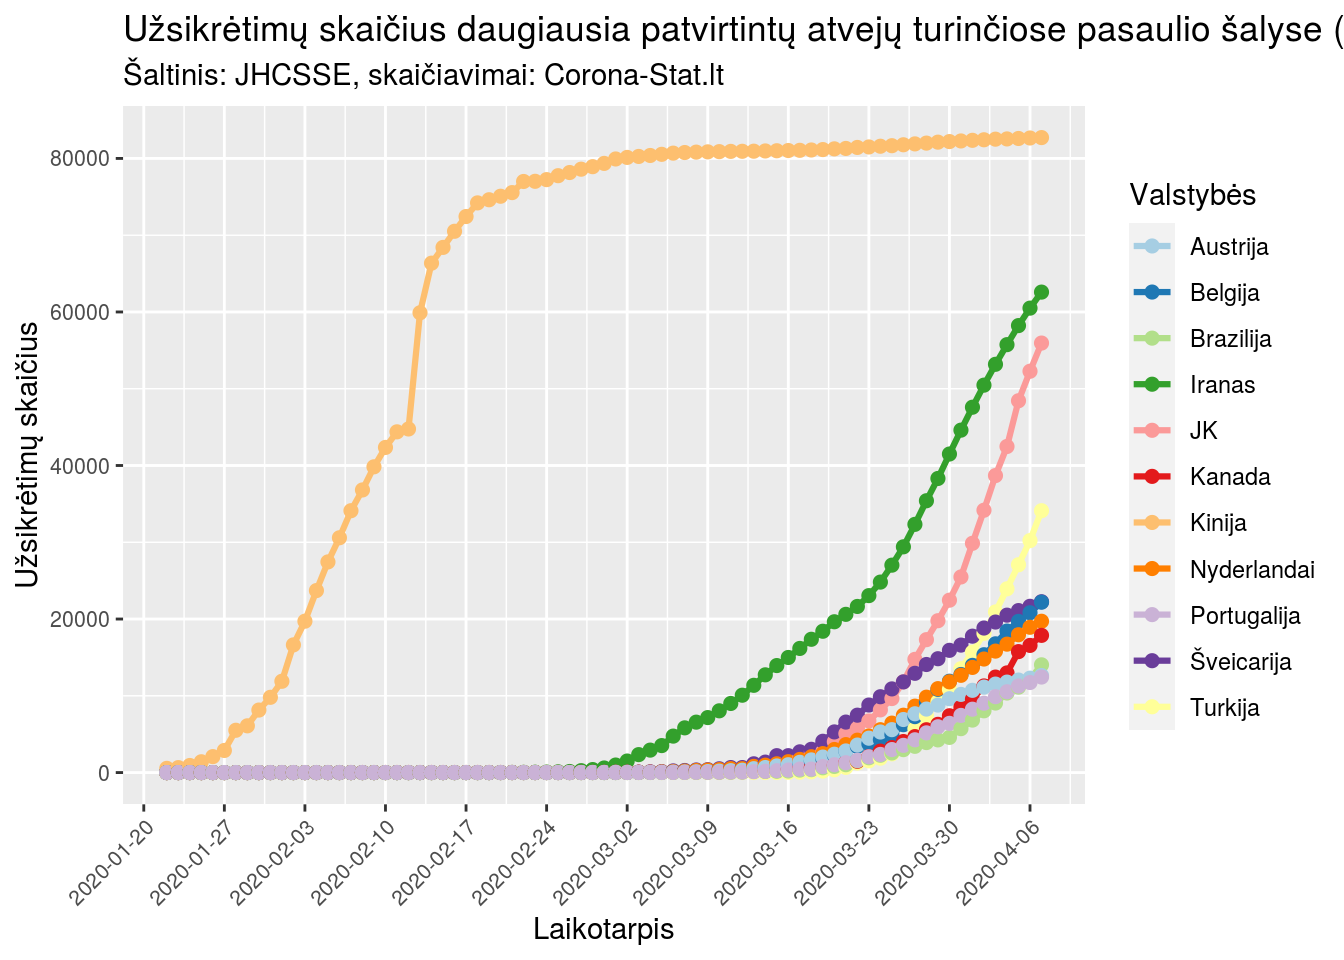 Užsikrėtimų skaičius daugiausia patvirtintų atvejų turinčiose pasaulio šalyse (
Šaltinis: JHCSSE, skaičiavimai: Corona-Stat.lt
Užsikrėtimų skaičius
80000
60000
40000
20000
0
2020-01-20
2020-01-27
2020-02-03
2020-02-10
2020-02-17
2020-02-24
2020-03-02
2020-03-09
2020-03-16
2020-03-23
2020-03-30
2020-04-06
Laikotarpis
Valstybės
Austrija
Belgija
Brazilija
Iranas
JK
Kanada
Kinija
Nyderlandai
Portugalija
Šveicarija
Turkija